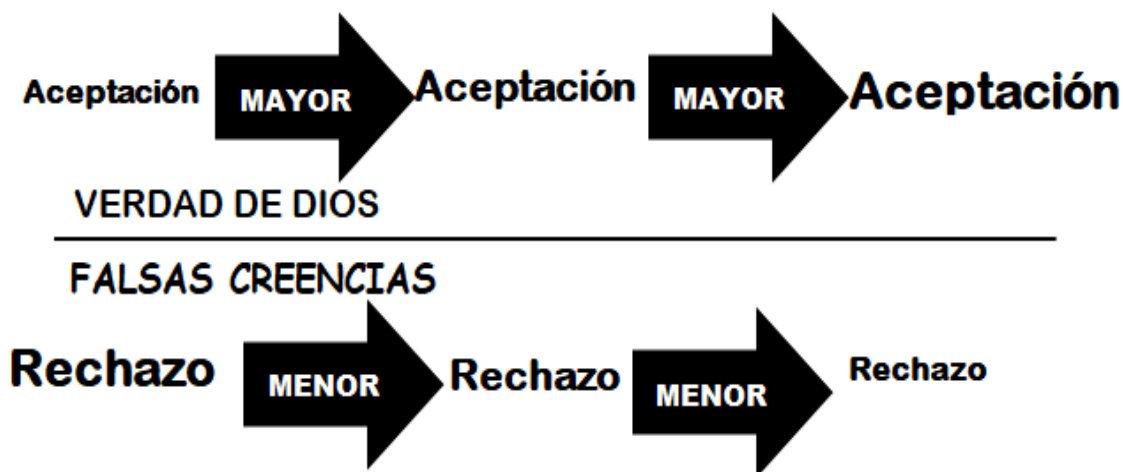 Aceptación MAYOR Aceptación MAYOR Aceptación
VERDAD DE DIOS
FALSAS CREENCIAS
Rechazo MENOR Rechazo MENOR Rechazo